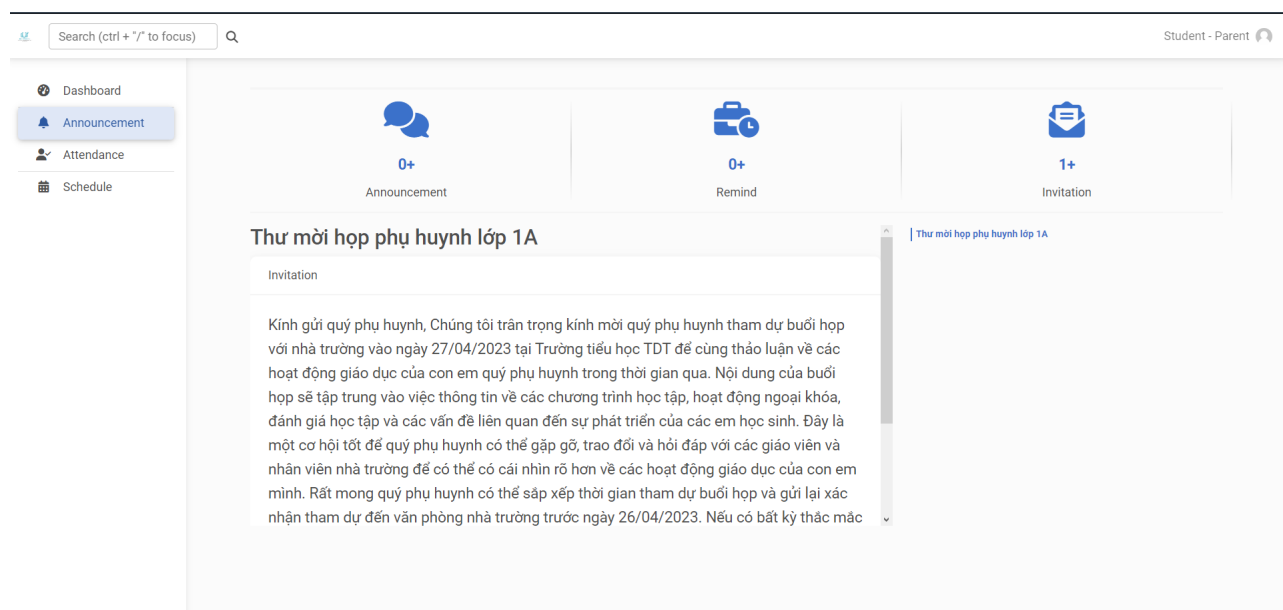 Search (ctrl + "/" to focus)
Student - Parent
Dashboard
Announcement
Attendance
Schedule
0+
Announcement
0+
Remind
1+
Invitation
Thư mời họp phụ huynh lớp 1A
Thư mời họp phụ huynh lớp 1A
Invitation
Kính gửi quý phụ huynh, Chúng tôi trân trọng kính mời quý phụ huynh tham dự buổi họp
với nhà trường vào ngày 27/04/2023 tại Trường tiểu học TDT để cùng thảo luận về các
hoạt động giáo dục của con em quý phụ huynh trong thời gian qua. Nội dung của buổi
họp sẽ tập trung vào việc thông tin về các chương trình học tập, hoạt động ngoại khóa,
đánh giá học tập và các vấn đề liên quan đến sự phát triển của các em học sinh. Đây là
một cơ hội tốt để quý phụ huynh có thể gặp gỡ, trao đổi và hỏi đáp với các giáo viên và
nhân viên nhà trường để có thể có cái nhìn rõ hơn về các hoạt động giáo dục của con em
mình. Rất mong quý phụ huynh có thể sắp xếp thời gian tham dự buổi họp và gửi lại xác
nhận tham dự đến văn phòng nhà trường trước ngày 26/04/2023. Nếu có bất kỳ thắc mắc